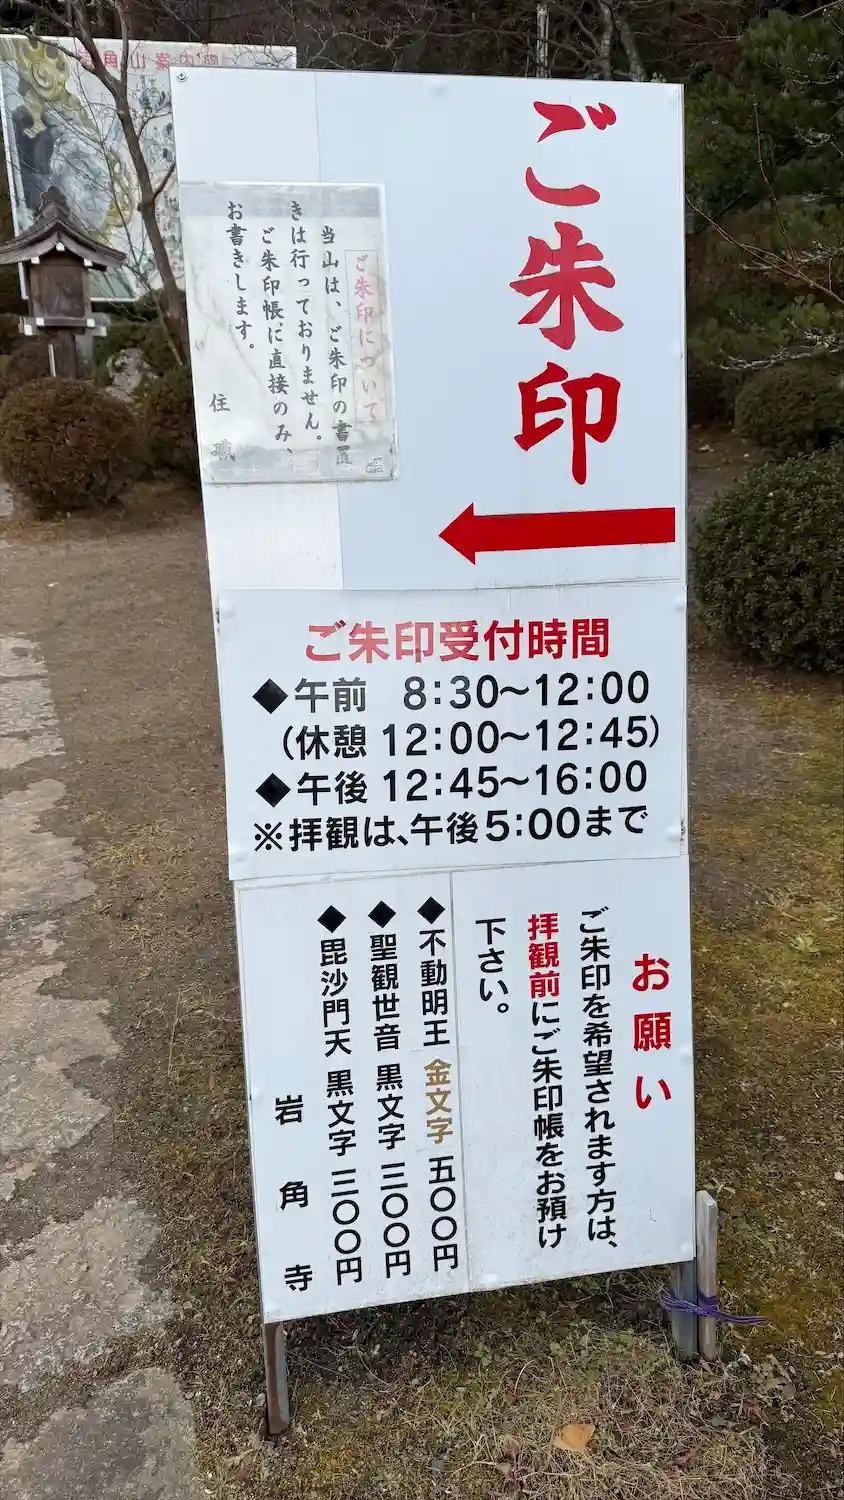 ご朱印
ご朱印について
当山は、ご朱印の書置
きは行っておりません。
ご朱印帳に直接のみ、
お書きします。
住職
ご朱印受付時間
◆午前 8:30～12:00
(休憩 12:00～12:45)
◆午後 12:45～16:00
※拝観は、午後5:00まで
お願い
ご朱印を希望されます方は、
拝観前にご朱印帳をお預け
下さい。
◆不動明王 金文字 五〇〇円
◆聖観世音 黒文字 三〇〇円
◆毘沙門天 黒文字 三〇〇円
岩角寺